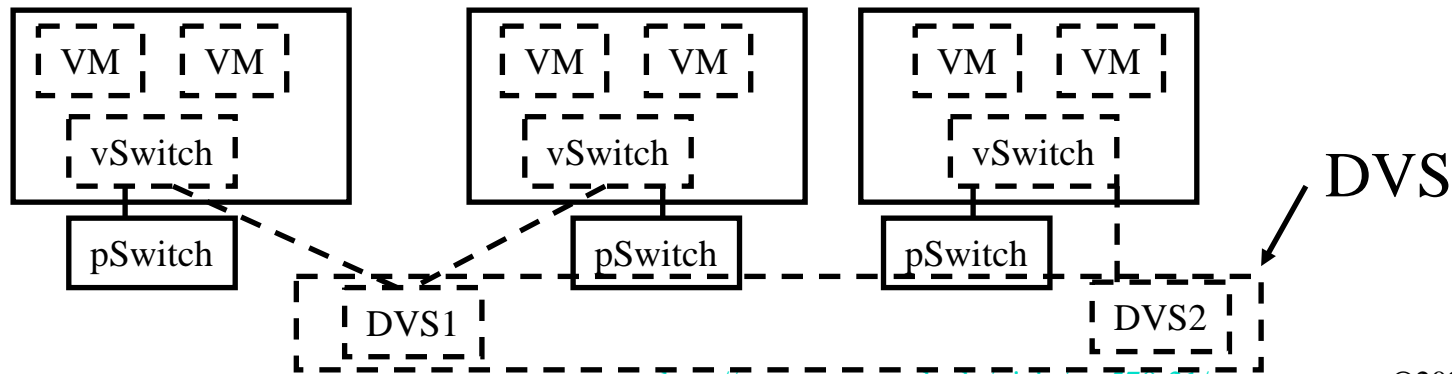 VM VM VM VM VM VM
vSwitch vSwitch vSwitch
DVS
pSwitch pSwitch pSwitch
DVS1 DVS2